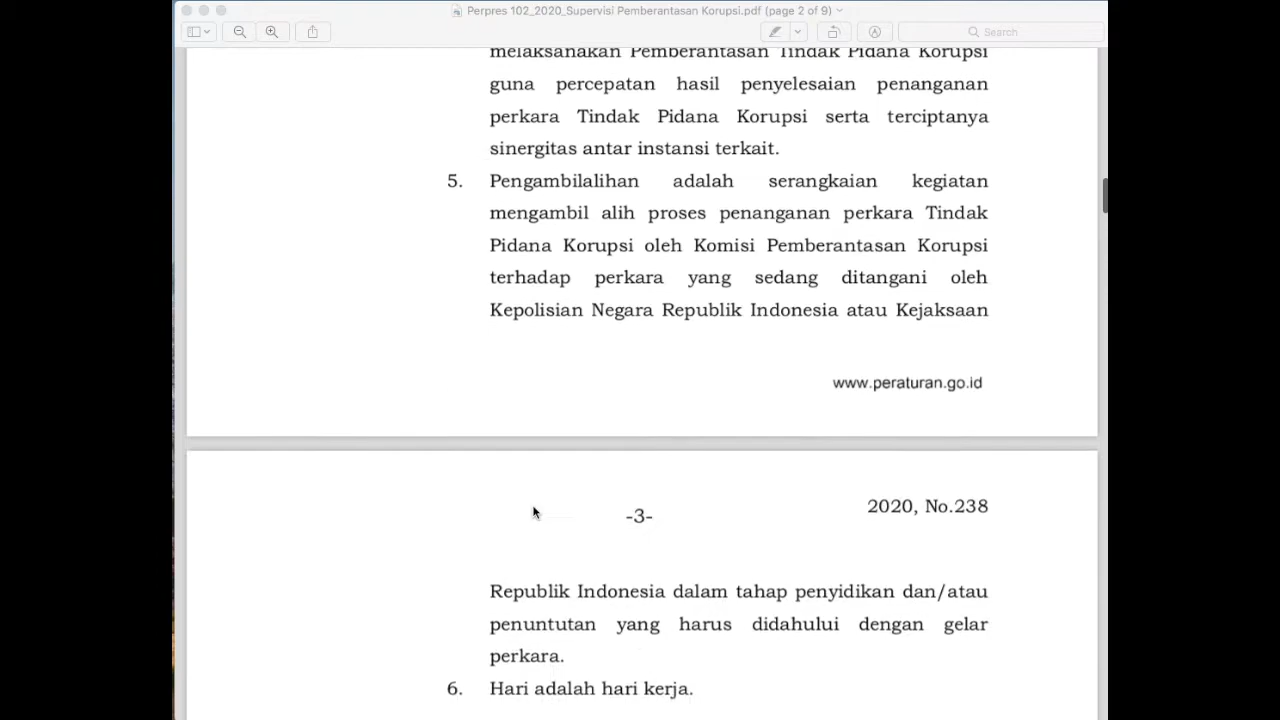 Perpres 102_2020_Supervisi Pemberantasan Korupsi.pdf (page 2 of 9)
Search
melaksanakan Pemberantasan Tindak Pidana Korupsi
guna percepatan hasil penyelesaian penanganan
perkara Tindak Pidana Korupsi serta terciptanya
sinergitas antar instansi terkait.
5. Pengambilalihan adalah serangkaian kegiatan
mengambil alih proses penanganan perkara Tindak
Pidana Korupsi oleh Komisi Pemberantasan Korupsi
terhadap perkara yang sedang ditangani oleh
Kepolisian Negara Republik Indonesia atau Kejaksaan
www.peraturan.go.id
2020, No.238
-3-
Republik Indonesia dalam tahap penyidikan dan/atau
penuntutan yang harus didahului dengan gelar
perkara.
6. Hari adalah hari kerja.